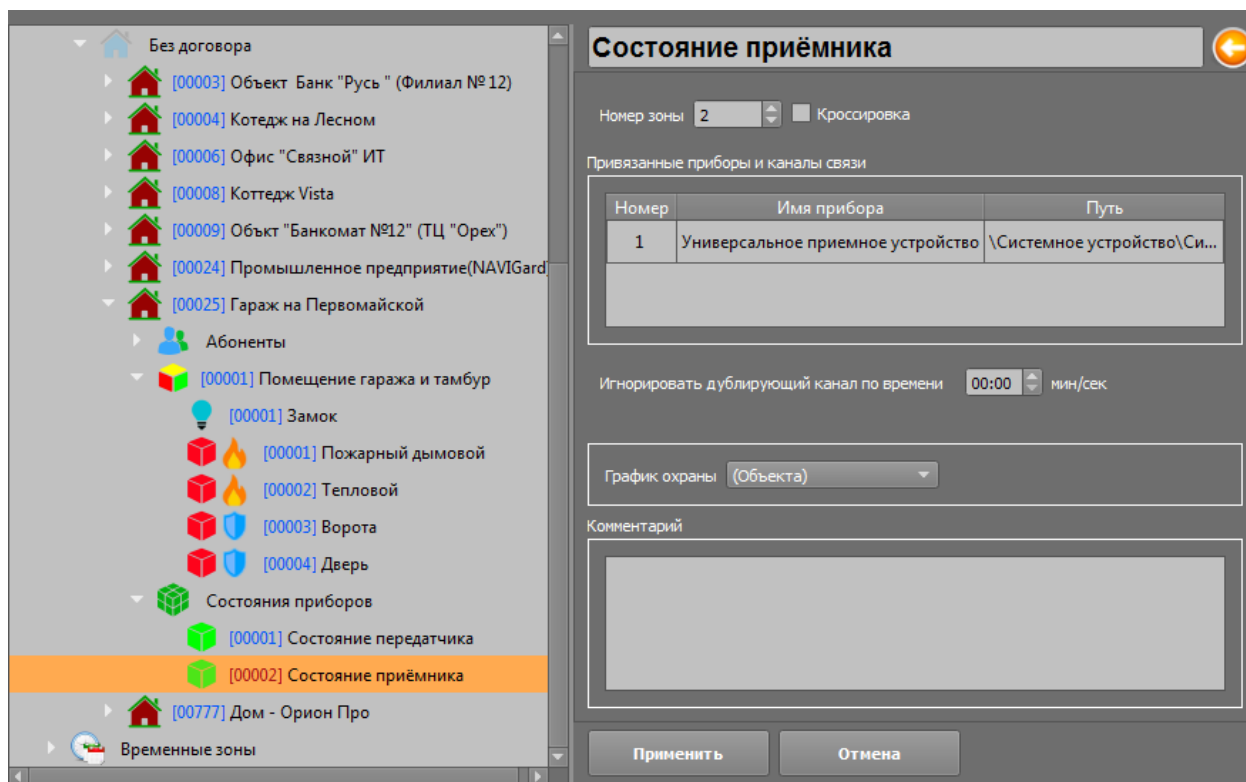 Без договора
[00003] Объект Банк "Русь " (Филиал №12)
[00004] Котедж на Лесном
[00006] Офис "Связной" ИТ
[00008] Коттедж Vista
[00009] Объкт "Банкомат №12" (ТЦ "Орех")
[00024] Промышленное предприятие(NAVIGard)
[00025] Гараж на Первомайской
Абоненты
[00001] Помещение гаража и тамбур
[00001] Замок
[00001] Пожарный дымовой
[00002] Тепловой
[00003] Ворота
[00004] Дверь
Состояния приборов
[00001] Состояние передатчика
[00002] Состояние приёмника
[00777] Дом - Орион Про
Временные зоны
Состояние приёмника
Номер зоны 2 Кроссировка
Привязанные приборы и каналы связи
Номер Имя прибора Путь
1 Универсальное приемное устройство \Системное устройство\Си...
Игнорировать дублирующий канал по времени 00:00 мин/сек
График охраны (Объекта)
Комментарий
Применить Отмена